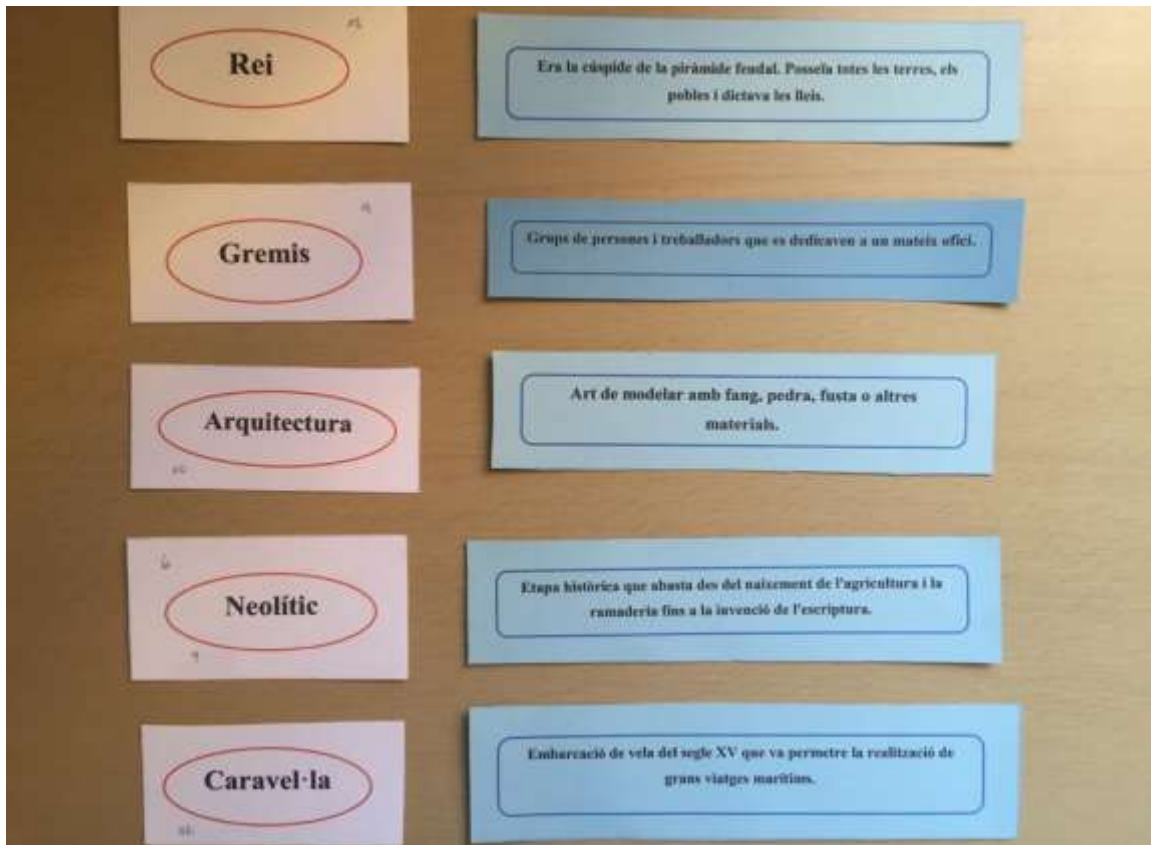 Rei
Era la cúspide de la piràmide feudal. Posseïa totes les terres, els
pobles i dictava les lleis.
Gremis
Grups de persones i treballadors que es dedicaven a un mateix ofici.
Arquitectura
Art de modelar amb fang, pedra, fusta o altres
materials.
Neolític
Etapa històrica que abasta des del naixement de l'agricultura i la
ramaderia fins a la invenció de l'escriptura.
Caravel·la
Embarcació de vela del segle XV que va permetre la realització de
grans viatges marítims.